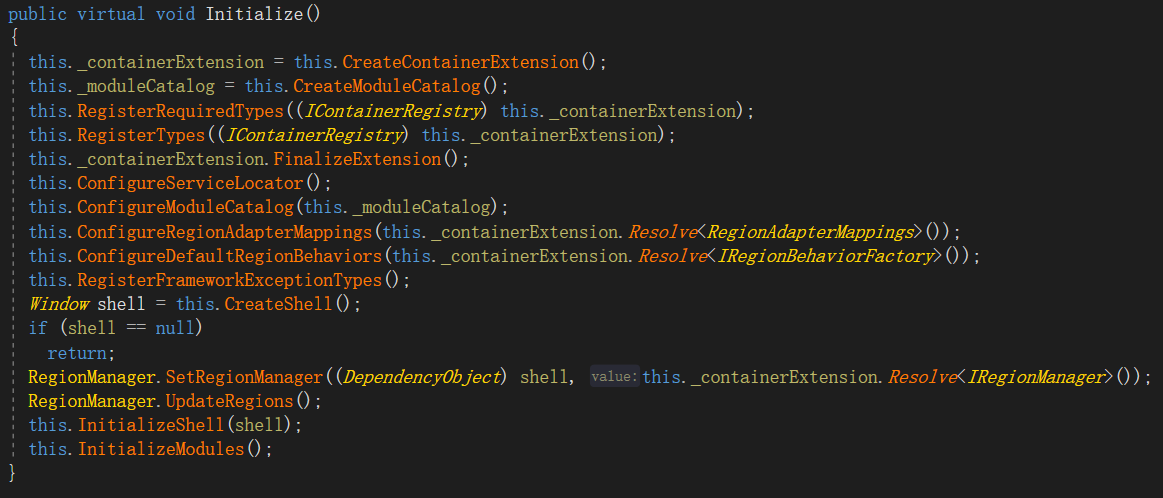 public virtual void Initialize()
{
this._containerExtension = this.CreateContainerExtension();
this._moduleCatalog = this.CreateModuleCatalog();
this.RegisterRequiredTypes((IContainerRegistry) this._containerExtension);
this.RegisterTypes((IContainerRegistry) this._containerExtension);
this._containerExtension.FinalizeExtension();
this.ConfigureServiceLocator();
this.ConfigureModuleCatalog(this._moduleCatalog);
this.ConfigureRegionAdapterMappings(this._containerExtension.Resolve<RegionAdapterMappings>());
this.ConfigureDefaultRegionBehaviors(this._containerExtension.Resolve<IRegionBehaviorFactory>());
this.RegisterFrameworkExceptionTypes();
Window shell = this.CreateShell();
if (shell == null)
return;
RegionManager.SetRegionManager((DependencyObject) shell, value: this._containerExtension.Resolve<IRegionManager>());
RegionManager.UpdateRegions();
this.InitializeShell(shell);
this.InitializeModules();
}